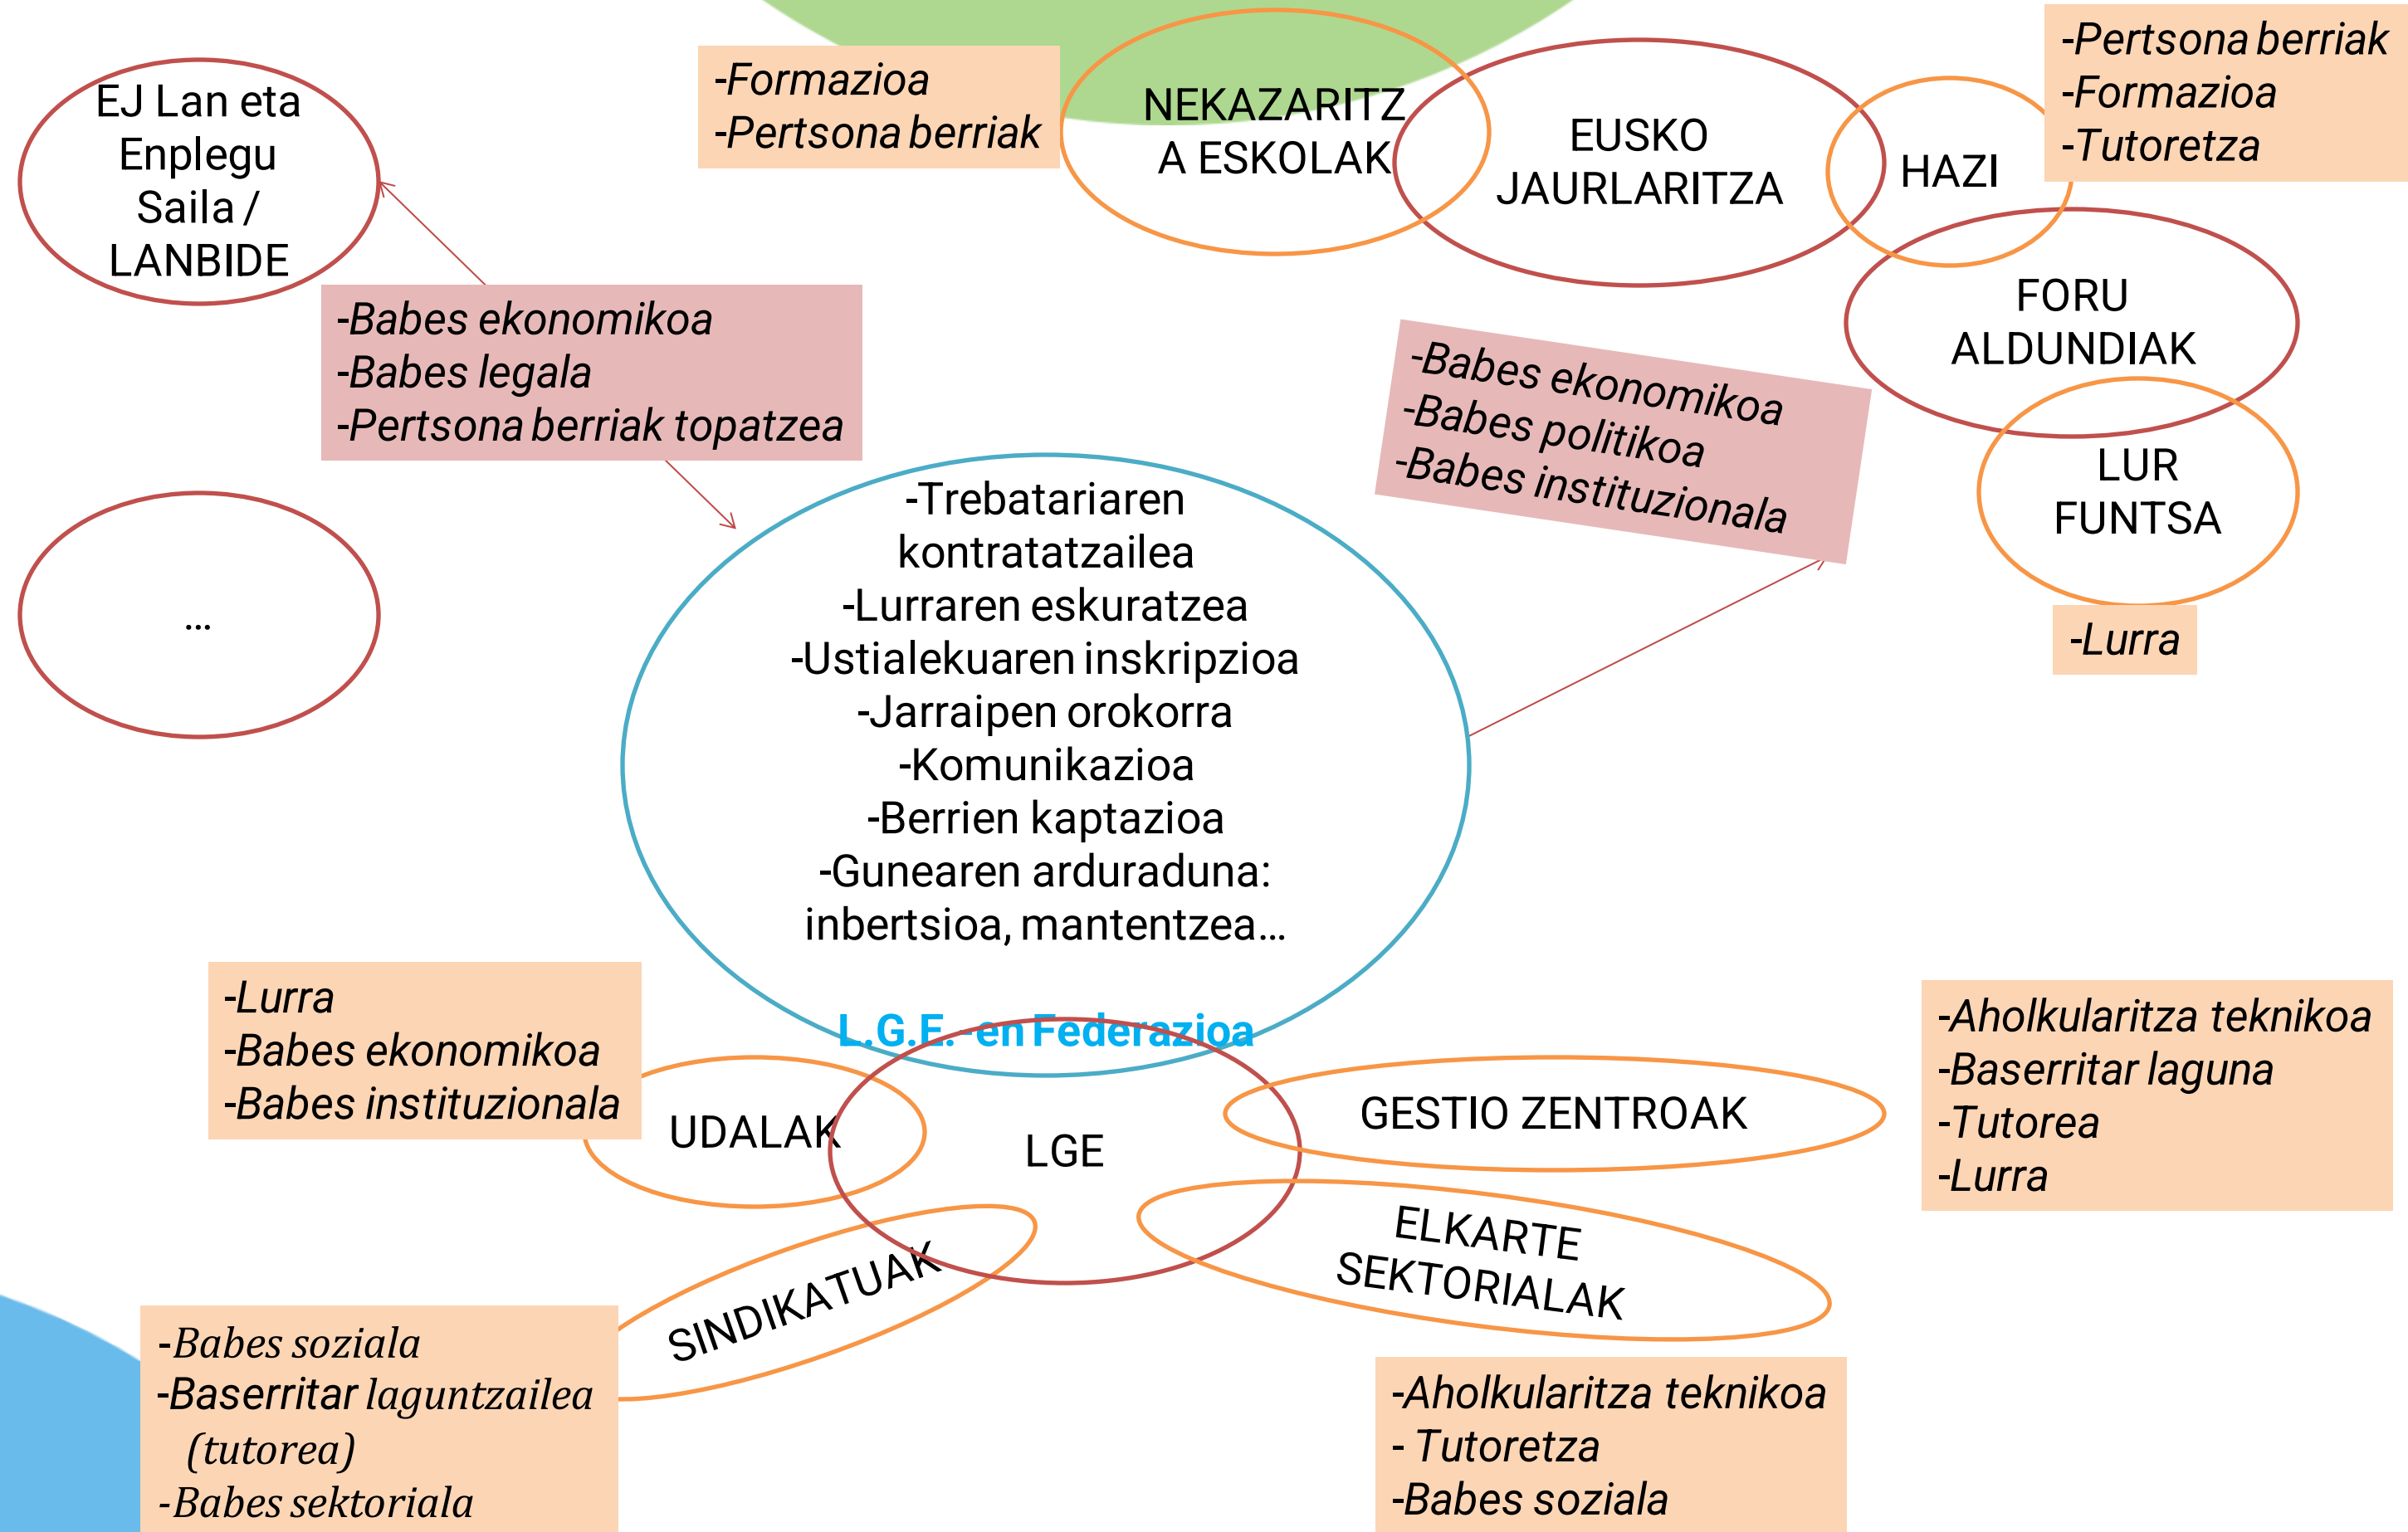 EJ Lan eta
Enplegu
Saila /
LANBIDE
-Formazioa
-Pertsona berriak
NEKAZARITZ
A ESKOLAK
EUSKO
JAURLARITZA
HAZI
-Pertsona berriak
-Formazioa
-Tutoretza
-Babes ekonomikoa
-Babes legala
-Pertsona berriak topatzea
-Babes ekonomikoa
-Babes politikoa
-Babes instituzionala
FORU
ALDUNDIAK
LUR
FUNTSA
-Lurra
...
-Trebatariaren
kontratatzailea
-Lurraren eskuratzea
-Ustialekuaren inskripzioa
-Jarraipen orokorra
-Komunikazioa
-Berrien kaptazioa
-Gunearen arduraduna:
inbertsioa, mantentzea...
L.G.E.-en Federazioa
-Lurra
-Babes ekonomikoa
-Babes instituzionala
UDALAK
LGE
GESTIO ZENTROAK
-Aholkularitza teknikoa
-Baserritar laguna
-Tutorea
-Lurra
SINDIKATUAK
ELKARTE
SEKTORIALAK
-Babes soziala
-Baserritar laguntzailea
(tutorea)
-Babes sektoriala
-Aholkularitza teknikoa
- Tutoretza
-Babes soziala